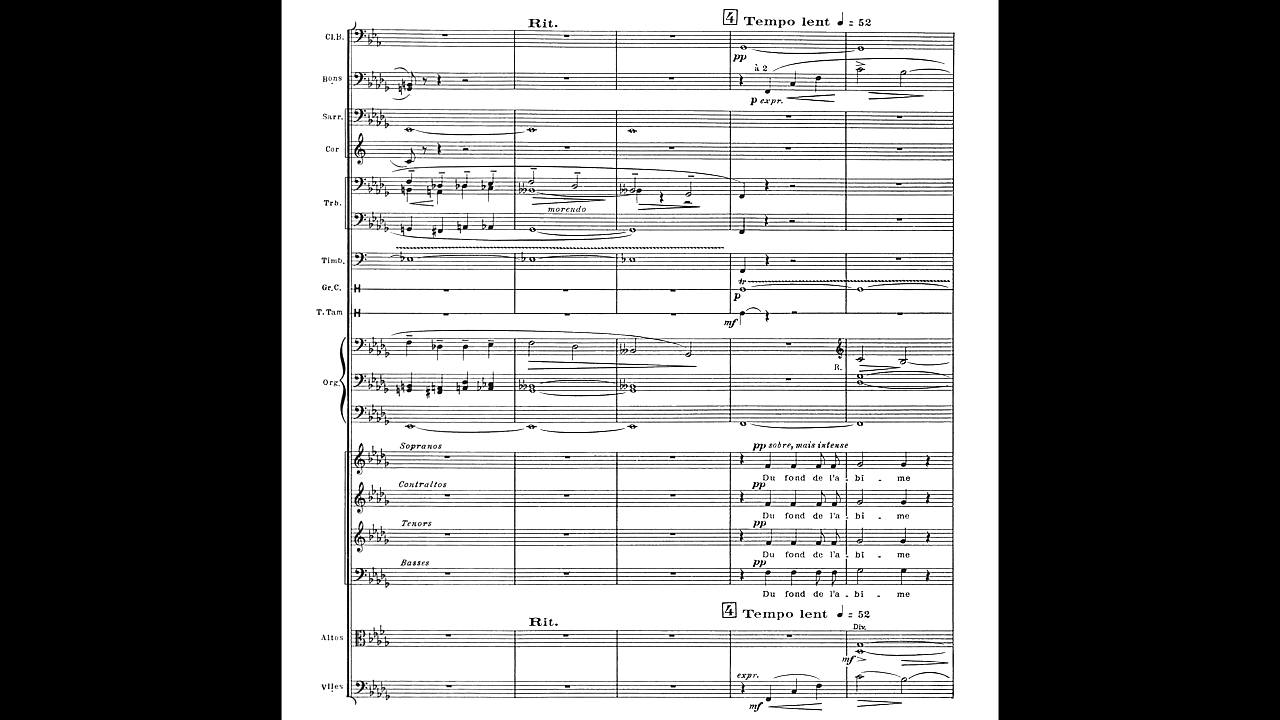 Rit.
4 Tempo lent ♩ = 52
Cl.B.
pp
à 2
Bons
p expr.
Sarr.
Cor
Trb.
morendo
Timb.
tr
Gr.C.
p
T. Tam
mf
R.
Org.
Sopranos
pp sobre, mais intense
Du fond de l'a - bî - me
Contraltos
pp
Du fond de l'a - bî - me
Tenors
pp
Du fond de l'a - bî - me
Basses
pp
Du fond de l'a - bî - me
Rit.
4 Tempo lent ♩ = 52
Div.
Altos
mf
expr.
Vlles
mf